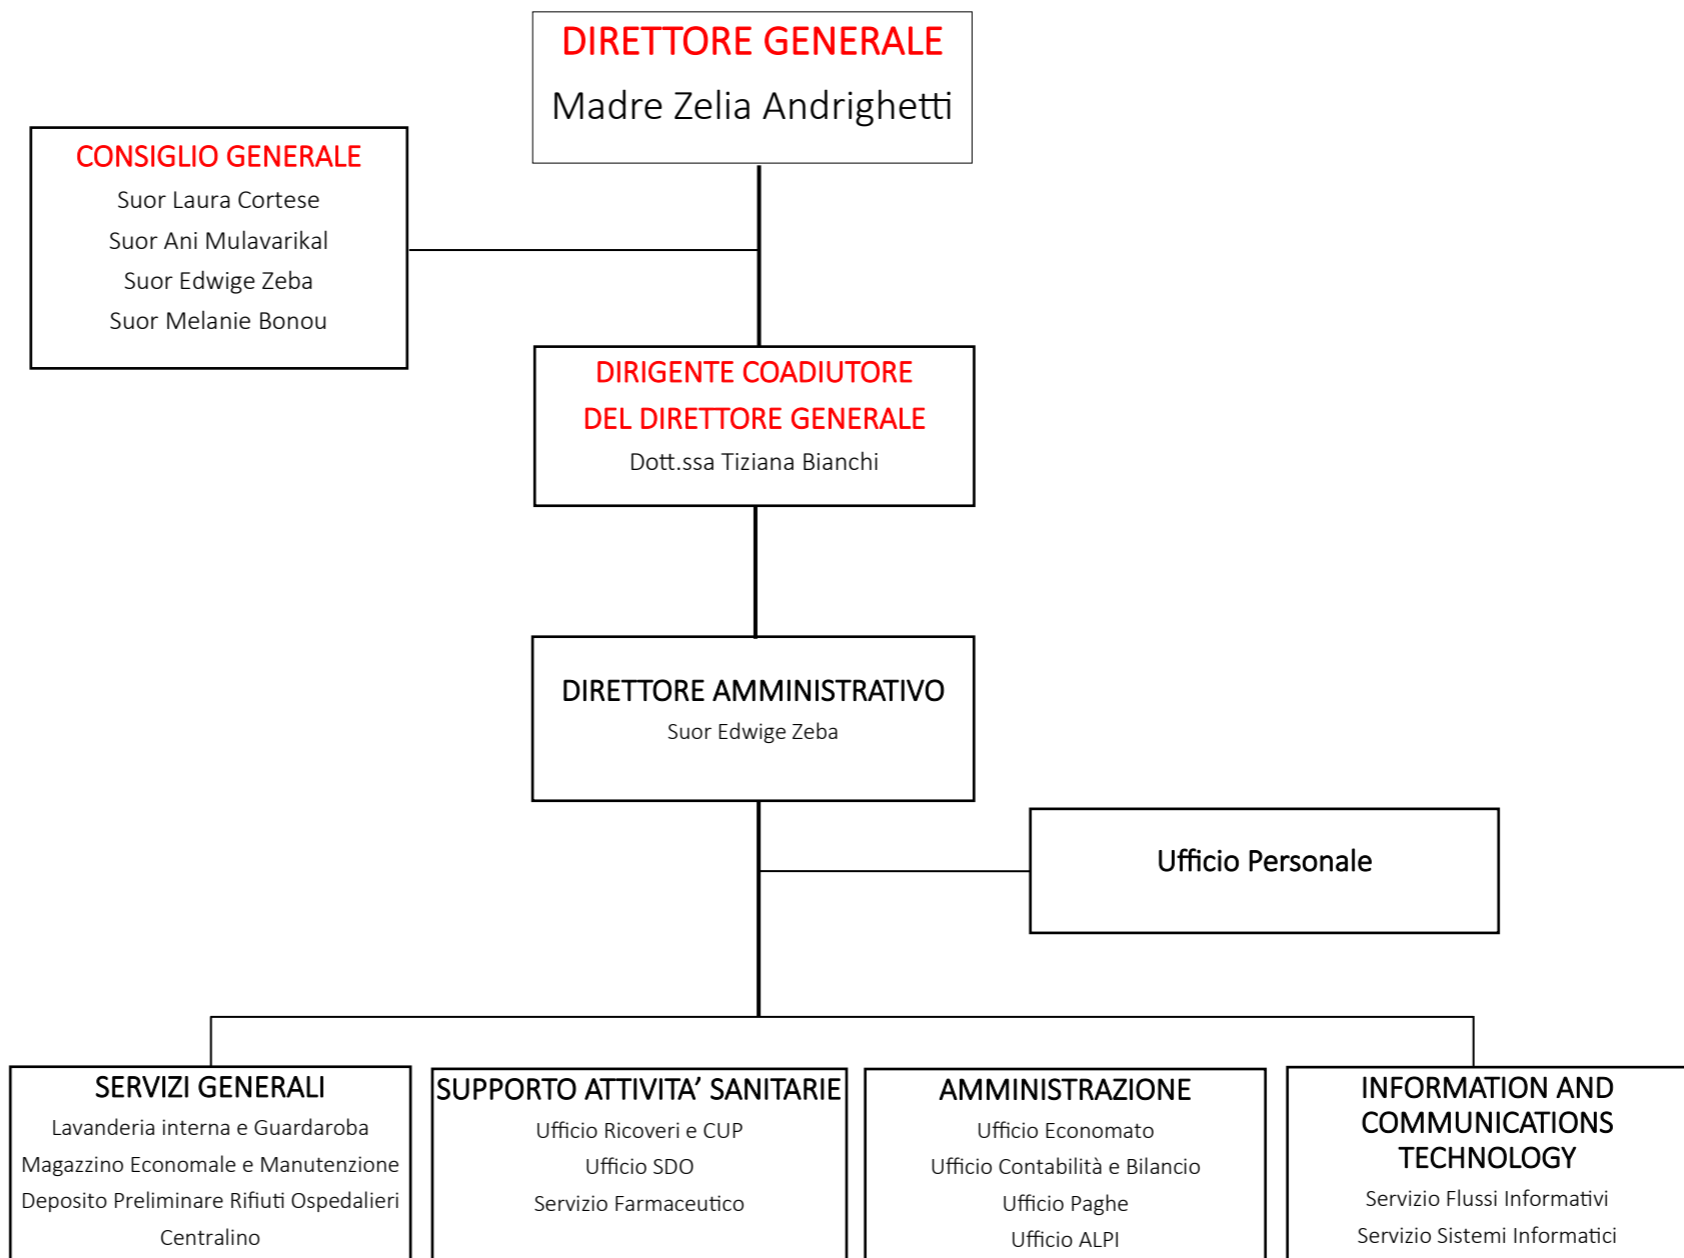 DIRETTORE GENERALE
Madre Zelia Andrighetti
CONSIGLIO GENERALE
Suor Laura Cortese
Suor Ani Mulavarikal
Suor Edwige Zeba
Suor Melanie Bonou
DIRIGENTE COADIUTORE
DEL DIRETTORE GENERALE
Dott.ssa Tiziana Bianchi
DIRETTORE AMMINISTRATIVO
Suor Edwige Zeba
Ufficio Personale
SERVIZI GENERALI
Lavanderia interna e Guardaroba
Magazzino Economale e Manutenzione
Deposito Preliminare Rifiuti Ospedalieri
Centralino
SUPPORTO ATTIVITA’ SANITARIE
Ufficio Ricoveri e CUP
Ufficio SDO
Servizio Farmaceutico
AMMINISTRAZIONE
Ufficio Economato
Ufficio Contabilità e Bilancio
Ufficio Paghe
Ufficio ALPI
INFORMATION AND
COMMUNICATIONS
TECHNOLOGY
Servizio Flussi Informativi
Servizio Sistemi Informatici